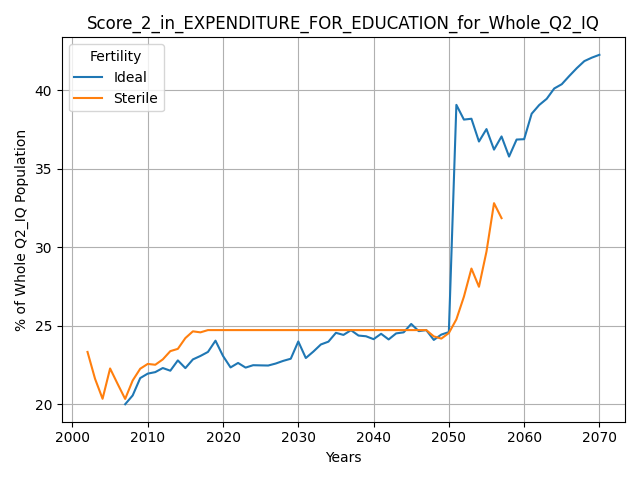 Score_2_in_EXPENDITURE_FOR_EDUCATION_for_Whole_Q2_IQ
Fertility
Ideal
Sterile
% of Whole Q2_IQ Population
40
35
30
25
20
2000 2010 2020 2030 2040 2050 2060 2070
Years